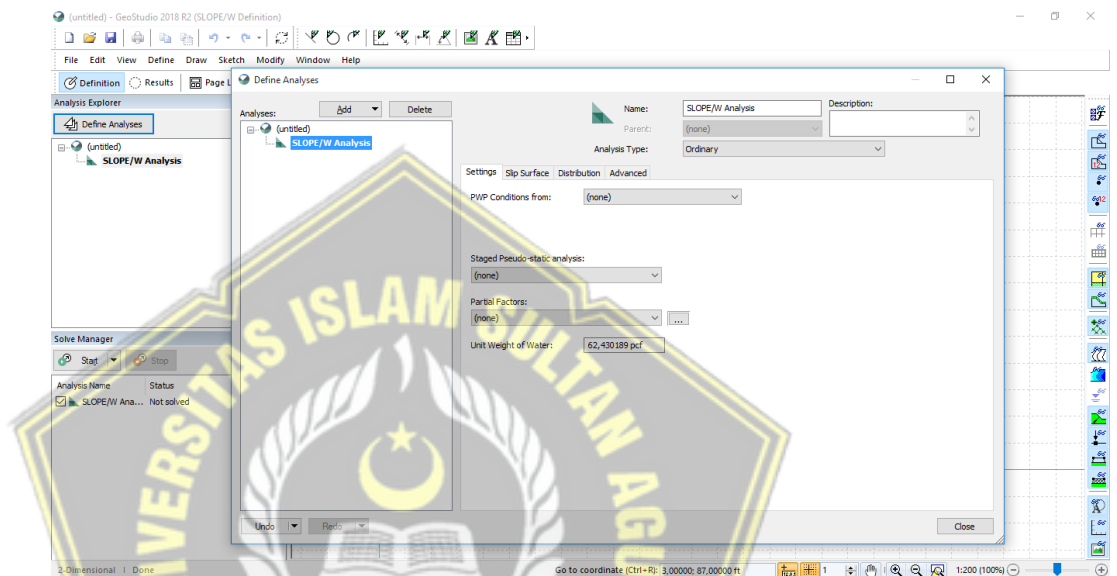 (untitled) - GeoStudio 2018 R2 (SLOPE/W Definition)
File Edit View Define Draw Sketch Modify Window Help
Definition Results Page L
Analysis Explorer
Define Analyses
(untitled)
SLOPE/W Analysis
Solve Manager
Start Stop
Analysis Name Status
SLOPE/W Ana... Not solved
Define Analyses
Analyses: Add Delete
(untitled)
SLOPE/W Analysis
Name: SLOPE/W Analysis Description:
Parent: (none)
Analysis Type: Ordinary
Settings Slip Surface Distribution Advanced
PWP Conditions from: (none)
Staged Pseudo-static analysis:
(none)
Partial Factors:
(none) ...
Unit Weight of Water: 62,430189 pcf
Undo Redo Close
2-Dimensional | Done Go to coordinate (Ctrl+R): 3,00000; 87,00000 ft 1 1:200 (100%)
UNIVERSITAS ISLAM SULTAN AGU